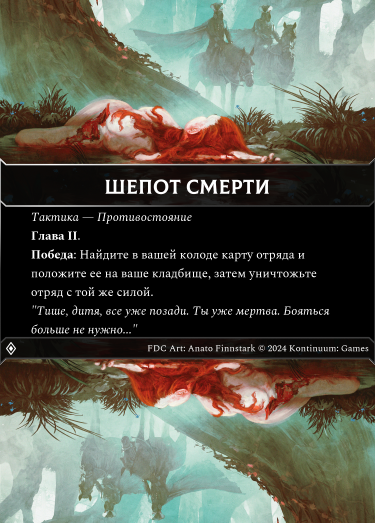 ШЕПОТ СМЕРТИ
Тактика — Противостояние
Глава II.
Победа: Найдите в вашей колоде карту отряда и
положите ее на ваше кладбище, затем уничтожьте
отряд с той же силой.
"Тише, дитя, все уже позади. Ты уже мертва. Бояться
больше не нужно..."
FDC Art: Anato Finnstark © 2024 Kontinuum: Games